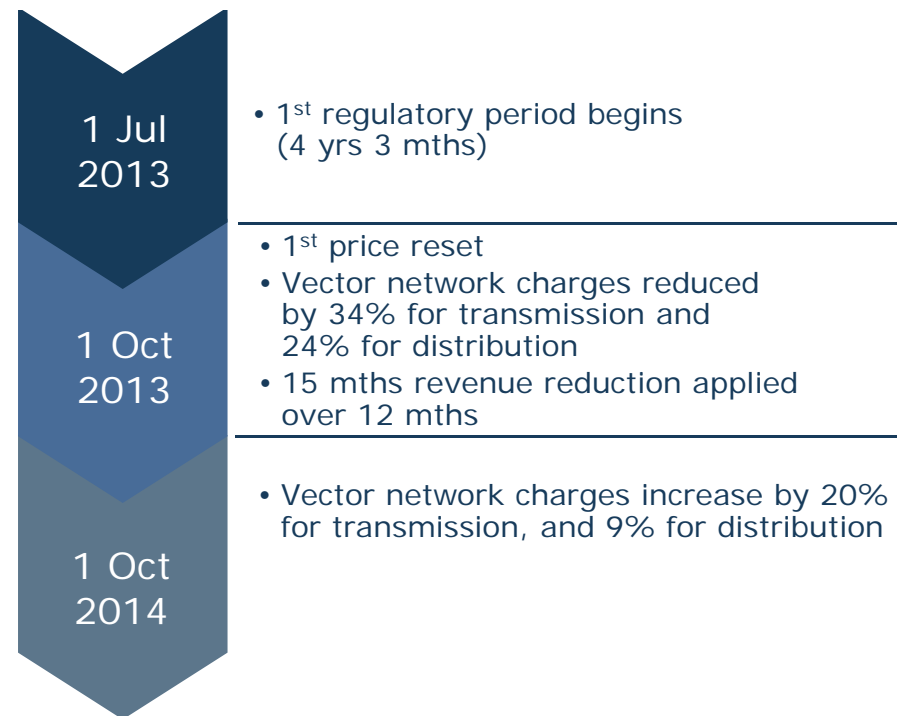 1 Jul
2013
• 1st regulatory period begins
(4 yrs 3 mths)
1 Oct
2013
• 1st price reset
• Vector network charges reduced
by 34% for transmission and
24% for distribution
• 15 mths revenue reduction applied
over 12 mths
1 Oct
2014
• Vector network charges increase by 20%
for transmission, and 9% for distribution